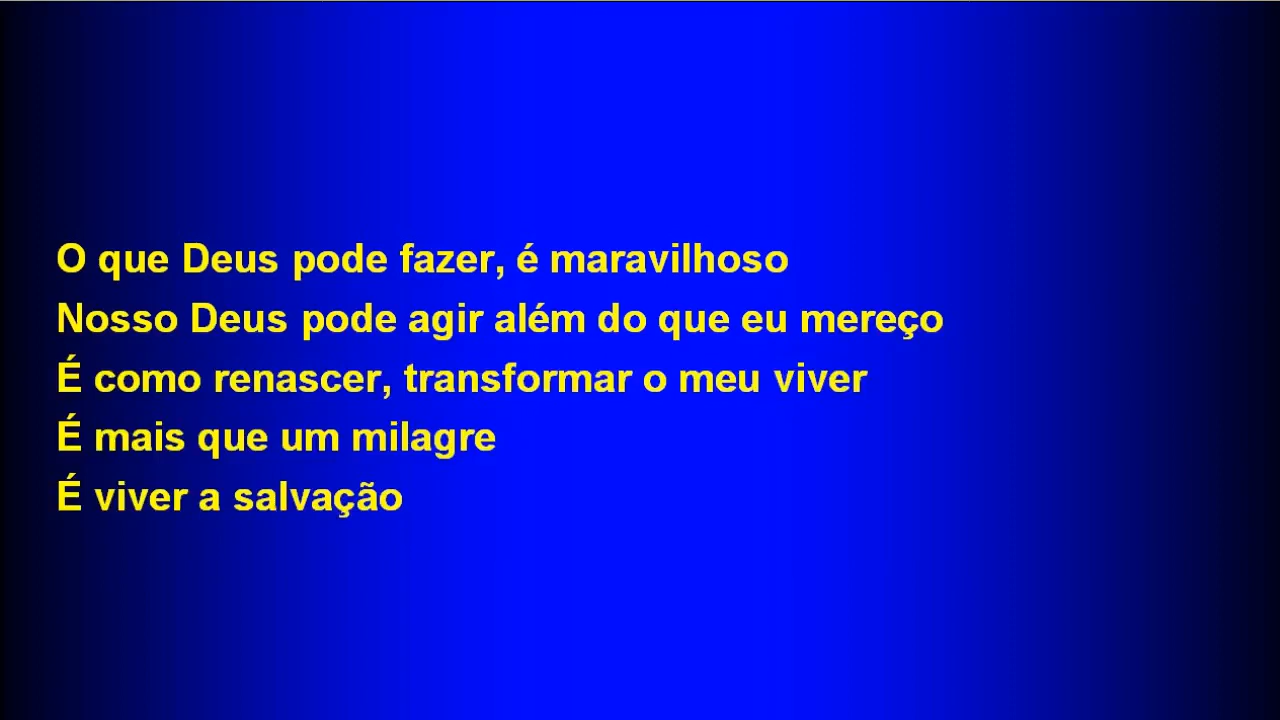 O que Deus pode fazer, é maravilhoso
Nosso Deus pode agir além do que eu mereço
É como renascer, transformar o meu viver
É mais que um milagre
É viver a salvação